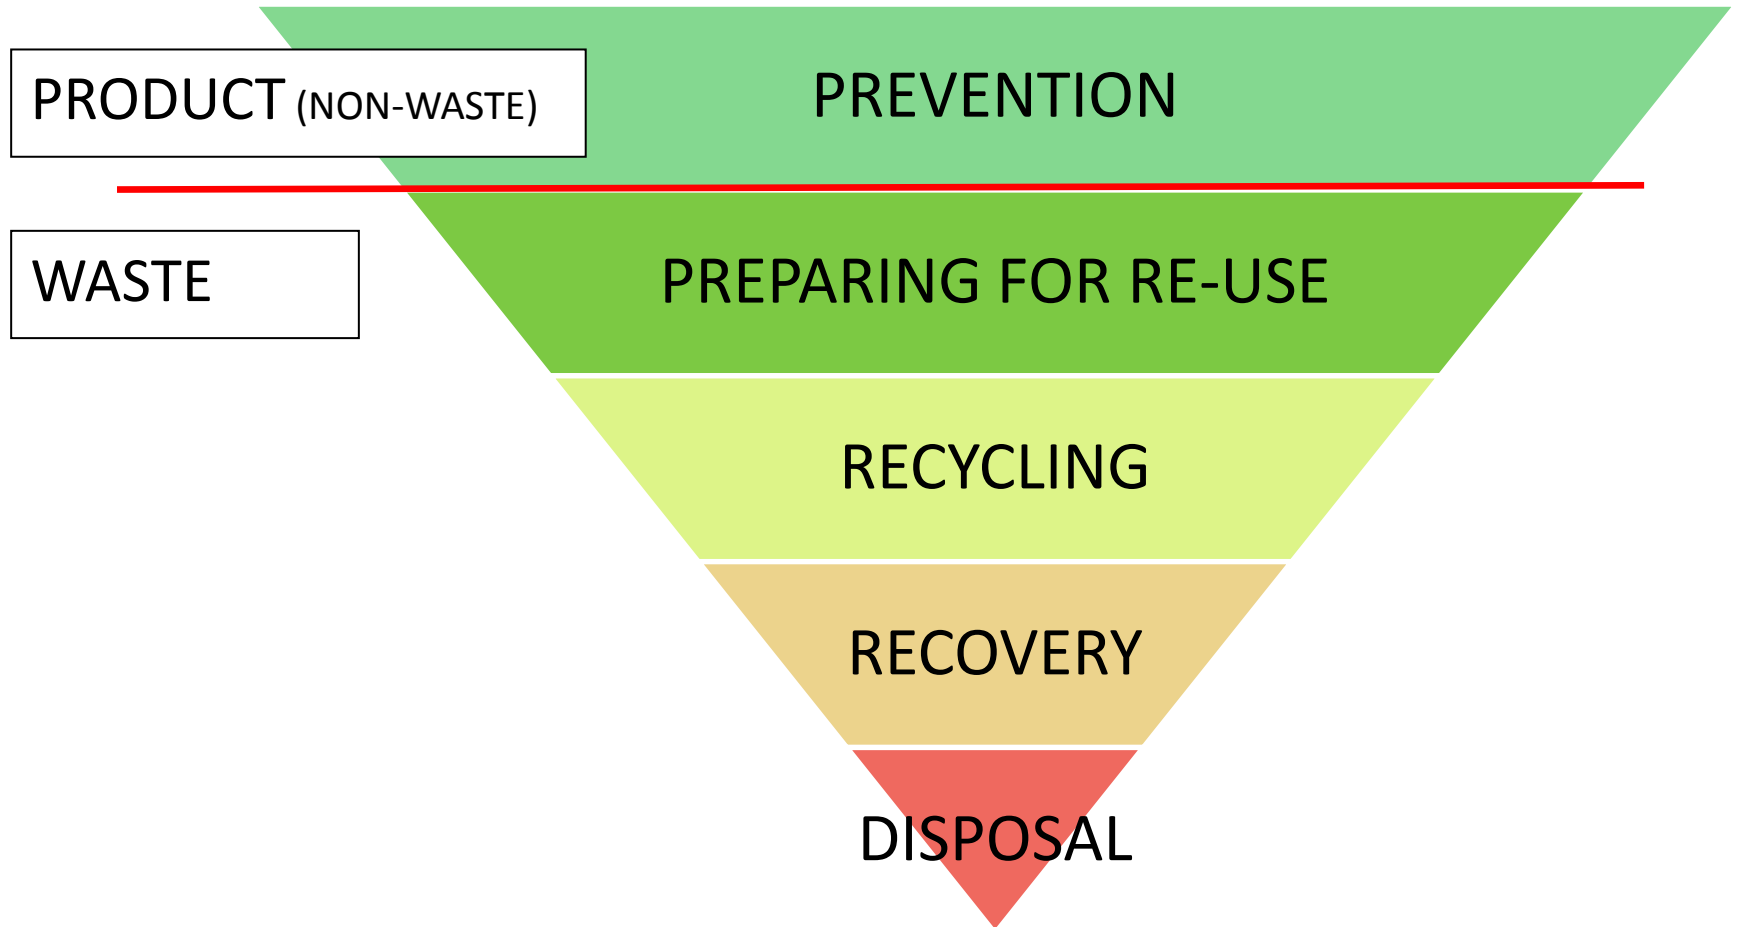 PRODUCT (NON-WASTE)
PREVENTION
WASTE
PREPARING FOR RE-USE
RECYCLING
RECOVERY
DISPOSAL